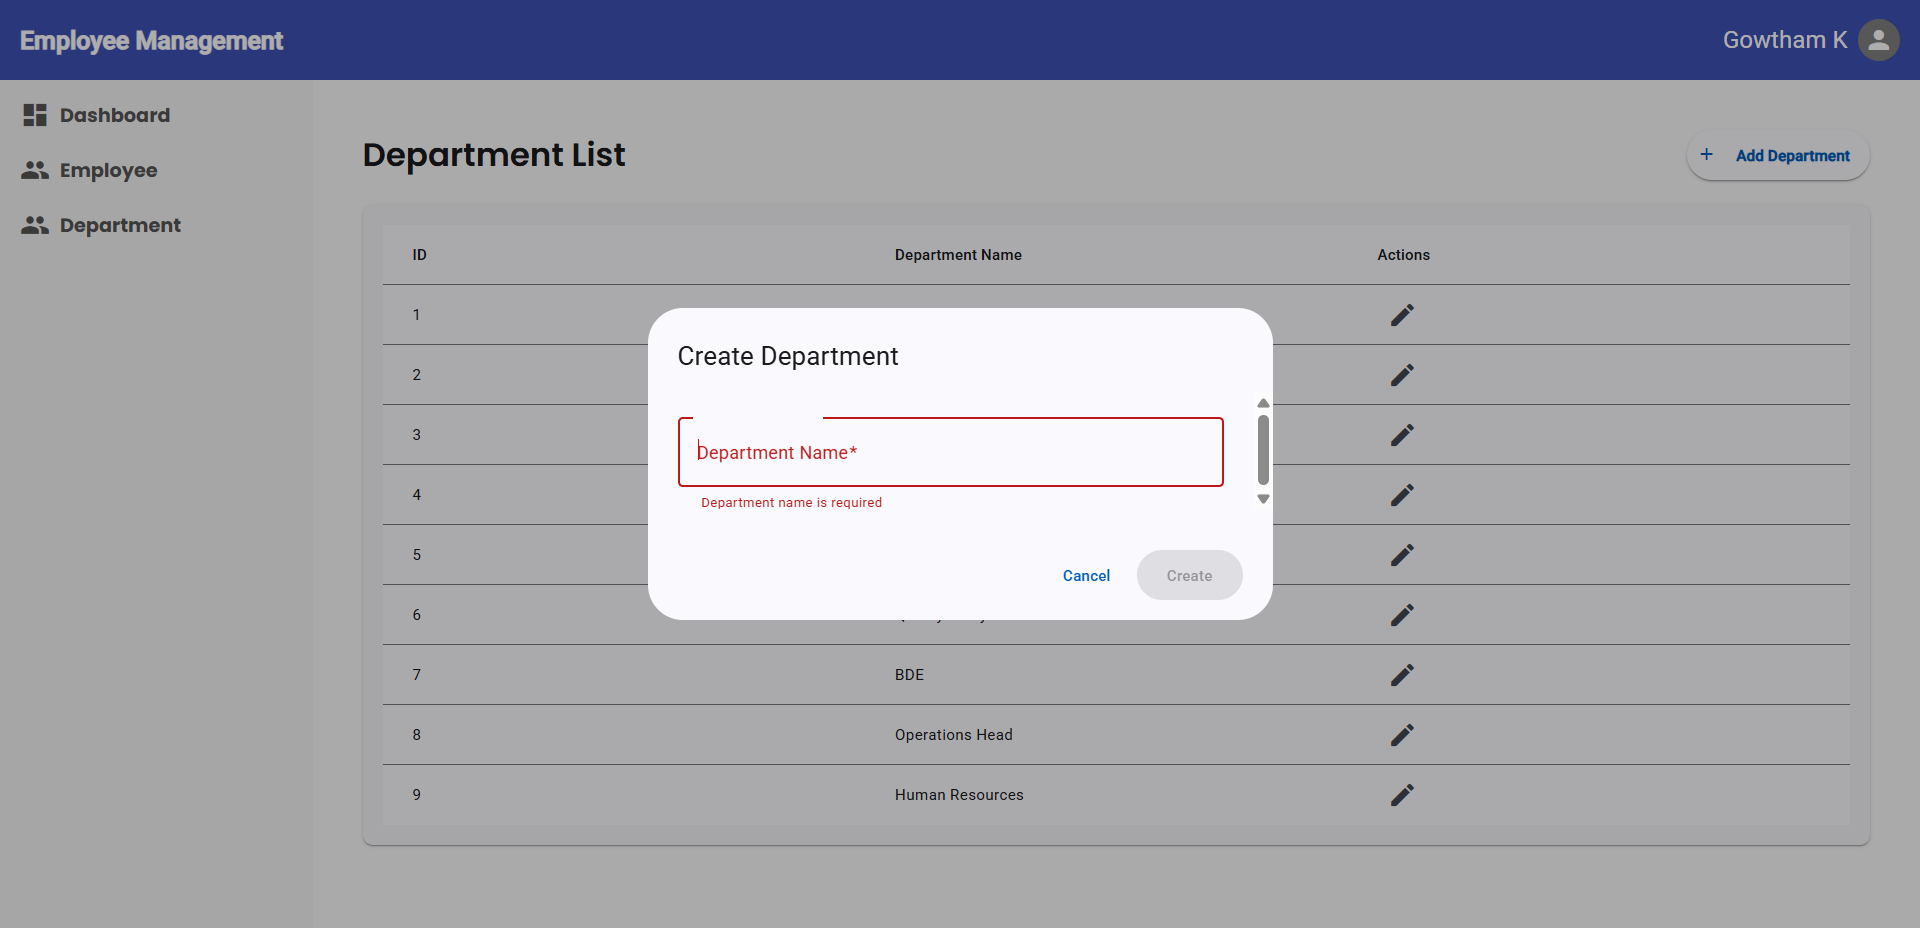 Employee Management
Gowtham K
Dashboard
Employee
Department
Department List
+ Add Department
ID Department Name Actions
1
2
3
4
5
6
7 BDE
8 Operations Head
9 Human Resources
Create Department
Department Name*
Department name is required
Cancel Create